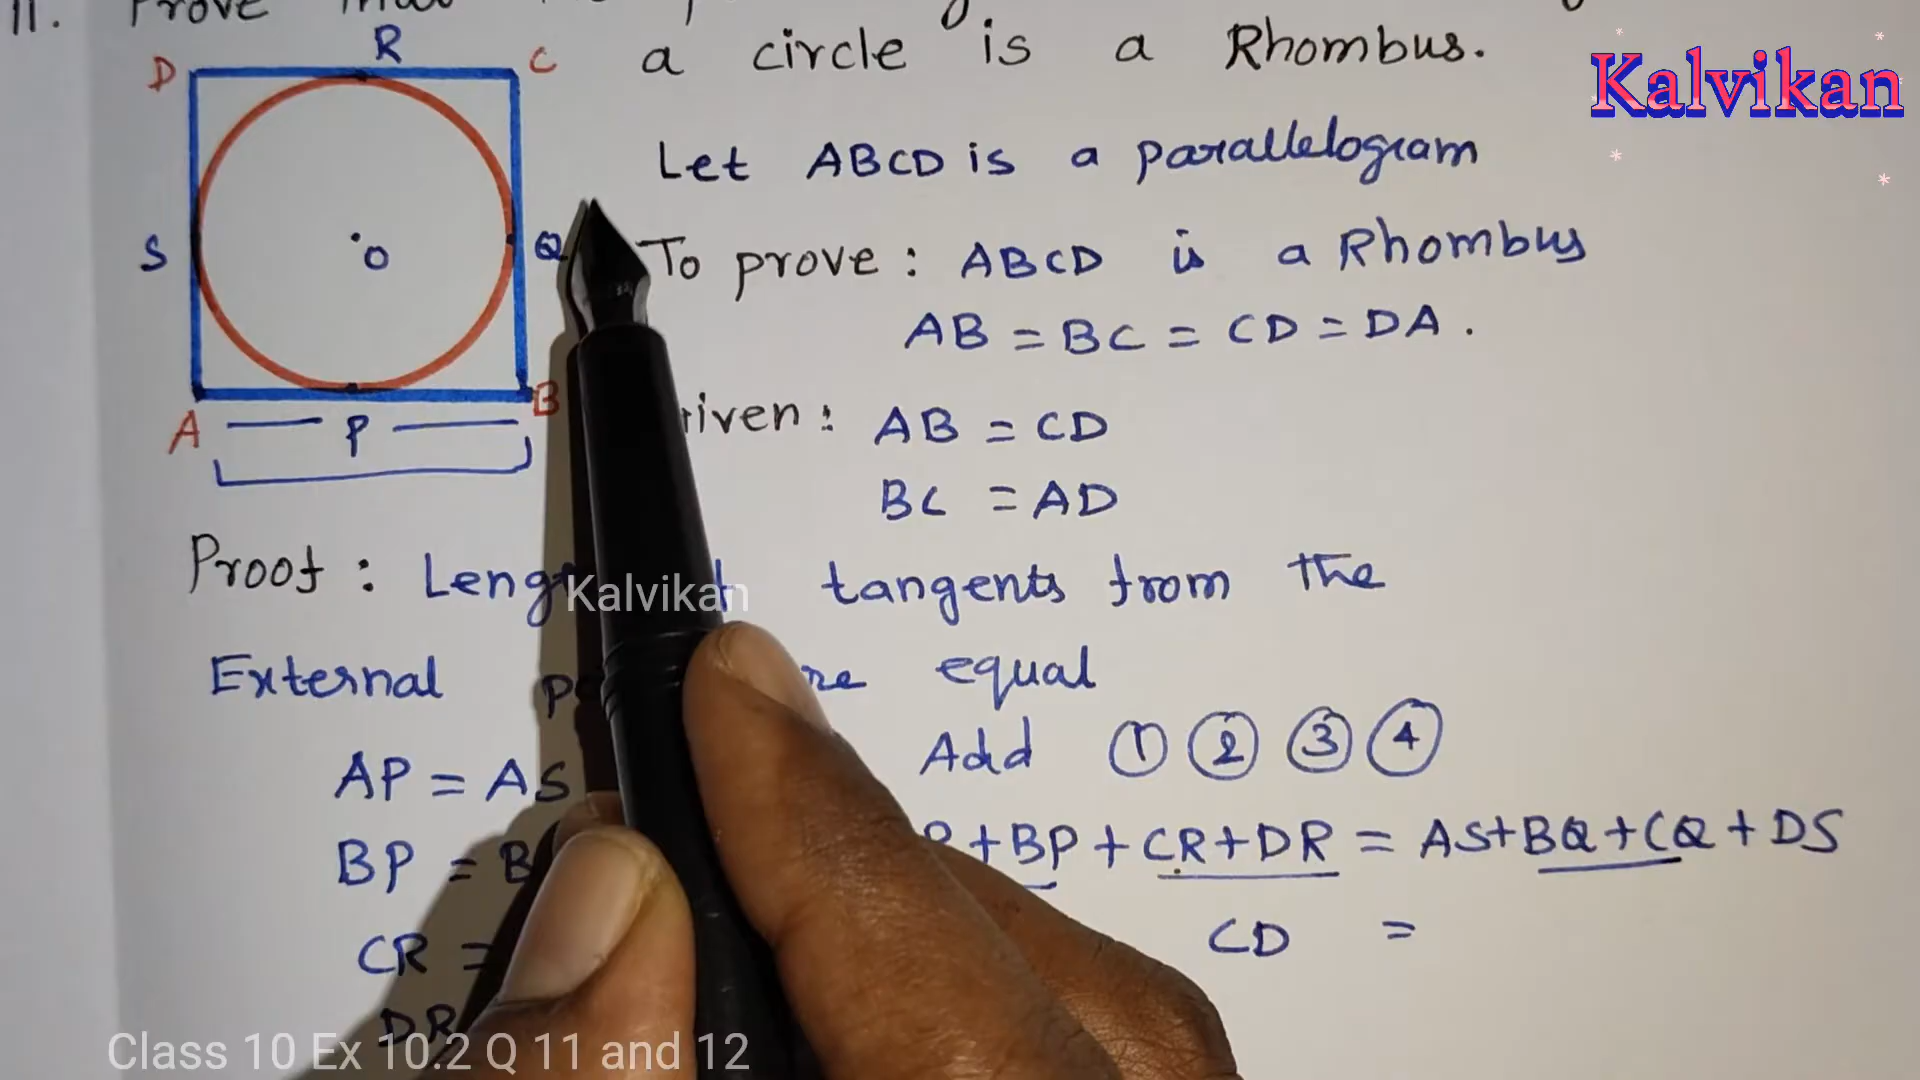 11. Prove
a circle is a Rhombus.
Kalvikan
D R C
Let ABCD is a parallelogram
S O Q
To prove : ABCD is a Rhombus
AB = BC = CD = DA .
A P B
iven : AB = CD
BC = AD
Proof : Leng tangents from the
Kalvikan
External equal
Add 1 2 3 4
AP = AS
+ BP + CR + DR = AS + BQ + CQ + DS
BP = B
CD =
CR =
DR
Class 10 Ex 10.2 Q 11 and 12